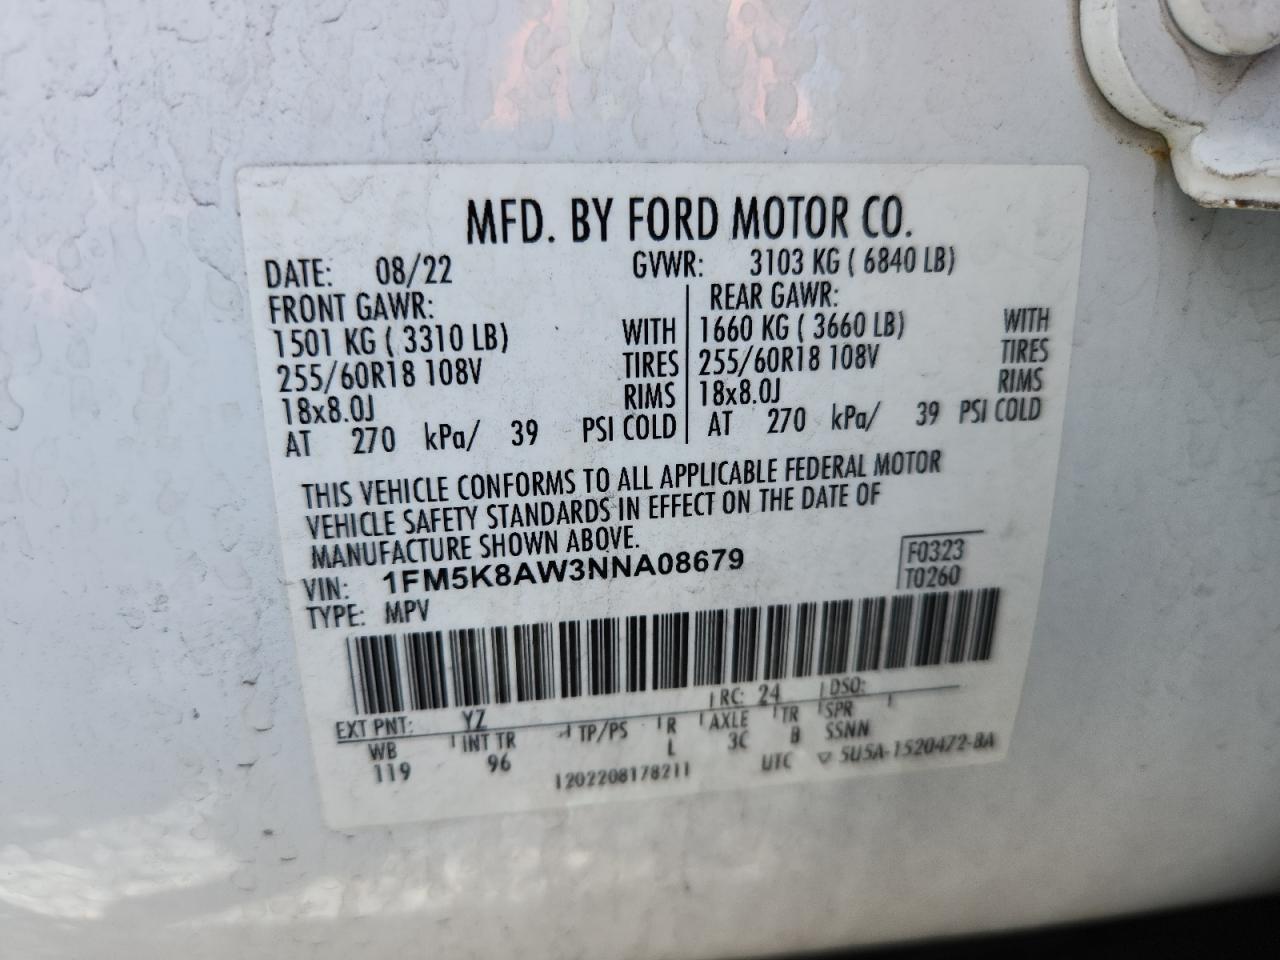 MFD. BY FORD MOTOR CO.
DATE: 08/22 GVWR: 3103 KG ( 6840 LB)
FRONT GAWR: REAR GAWR:
1501 KG ( 3310 LB) WITH 1660 KG ( 3660 LB) WITH
255/60R18 108V TIRES 255/60R18 108V TIRES
18x8.0J RIMS 18x8.0J RIMS
AT 270 kPa/ 39 PSI COLD AT 270 kPa/ 39 PSI COLD
THIS VEHICLE CONFORMS TO ALL APPLICABLE FEDERAL MOTOR
VEHICLE SAFETY STANDARDS IN EFFECT ON THE DATE OF
MANUFACTURE SHOWN ABOVE.
VIN: 1FM5K8AW3NNA08679 F0323
TYPE: MPV T0260
EXT PNT: YZ RC: 24 DSO:
WB INT TR TP/PS R AXLE TR SPR
119 96 L 3C B SSNN
1202208178211 UTC ▽ 5U5A-1520472-BA